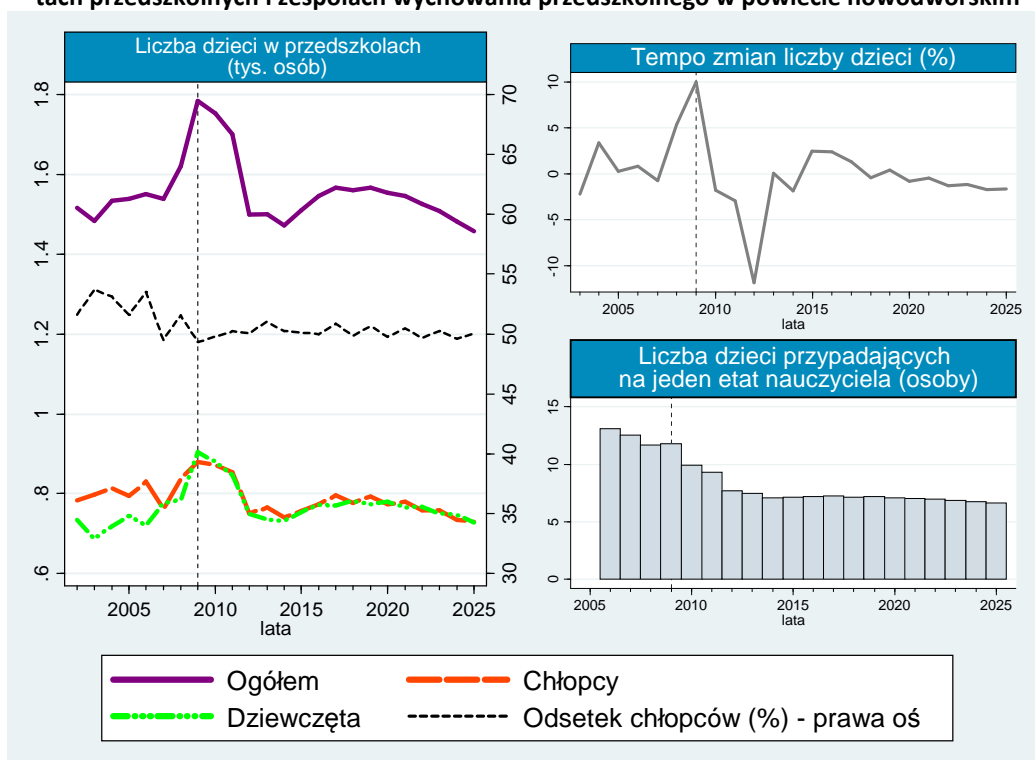 tach przedszkolnych i zespołach wychowania przedszkolnego w powiecie nowodworskim
Liczba dzieci w przedszkolach
(tys. osób)
1.8
1.6
1.4
1.2
1
.8
.6
70
65
60
55
50
45
40
35
30
2005 2010 2015 2020 2025
lata
Tempo zmian liczby dzieci (%)
10
5
0
-5
-10
2005 2010 2015 2020 2025
lata
Liczba dzieci przypadających
na jeden etat nauczyciela (osoby)
15
10
5
0
2005 2010 2015 2020 2025
lata
Ogółem Chłopcy
Dziewczęta Odsetek chłopców (%) - prawa oś